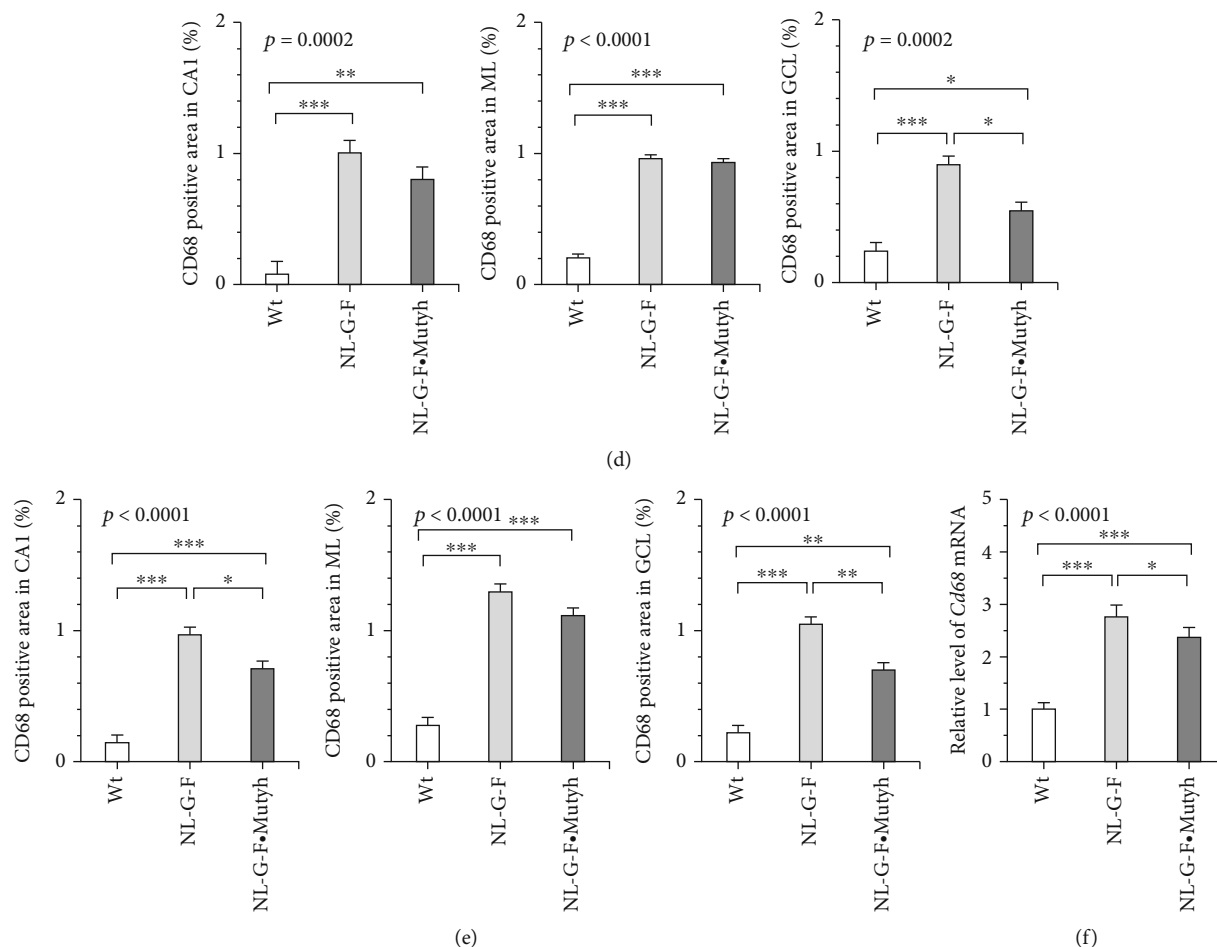 CD68 positive area in CA1 (%)
2
1
0
p = 0.0002
**
***
Wt
NL-G-F
NL-G-F•Mutyh
CD68 positive area in ML (%)
2
1
0
p < 0.0001
***
***
Wt
NL-G-F
NL-G-F•Mutyh
CD68 positive area in GCL (%)
2
1
0
p = 0.0002
*
***
*
Wt
NL-G-F
NL-G-F•Mutyh
(d)
CD68 positive area in CA1 (%)
2
1
0
p < 0.0001
***
***
*
Wt
NL-G-F
NL-G-F•Mutyh
CD68 positive area in ML (%)
2
1
0
p < 0.0001
***
***
Wt
NL-G-F
NL-G-F•Mutyh
CD68 positive area in GCL (%)
2
1
0
p < 0.0001
**
***
**
Wt
NL-G-F
NL-G-F•Mutyh
(e)
Relative level of Cd68 mRNA
5
4
3
2
1
0
p < 0.0001
***
***
*
Wt
NL-G-F
NL-G-F•Mutyh
(f)